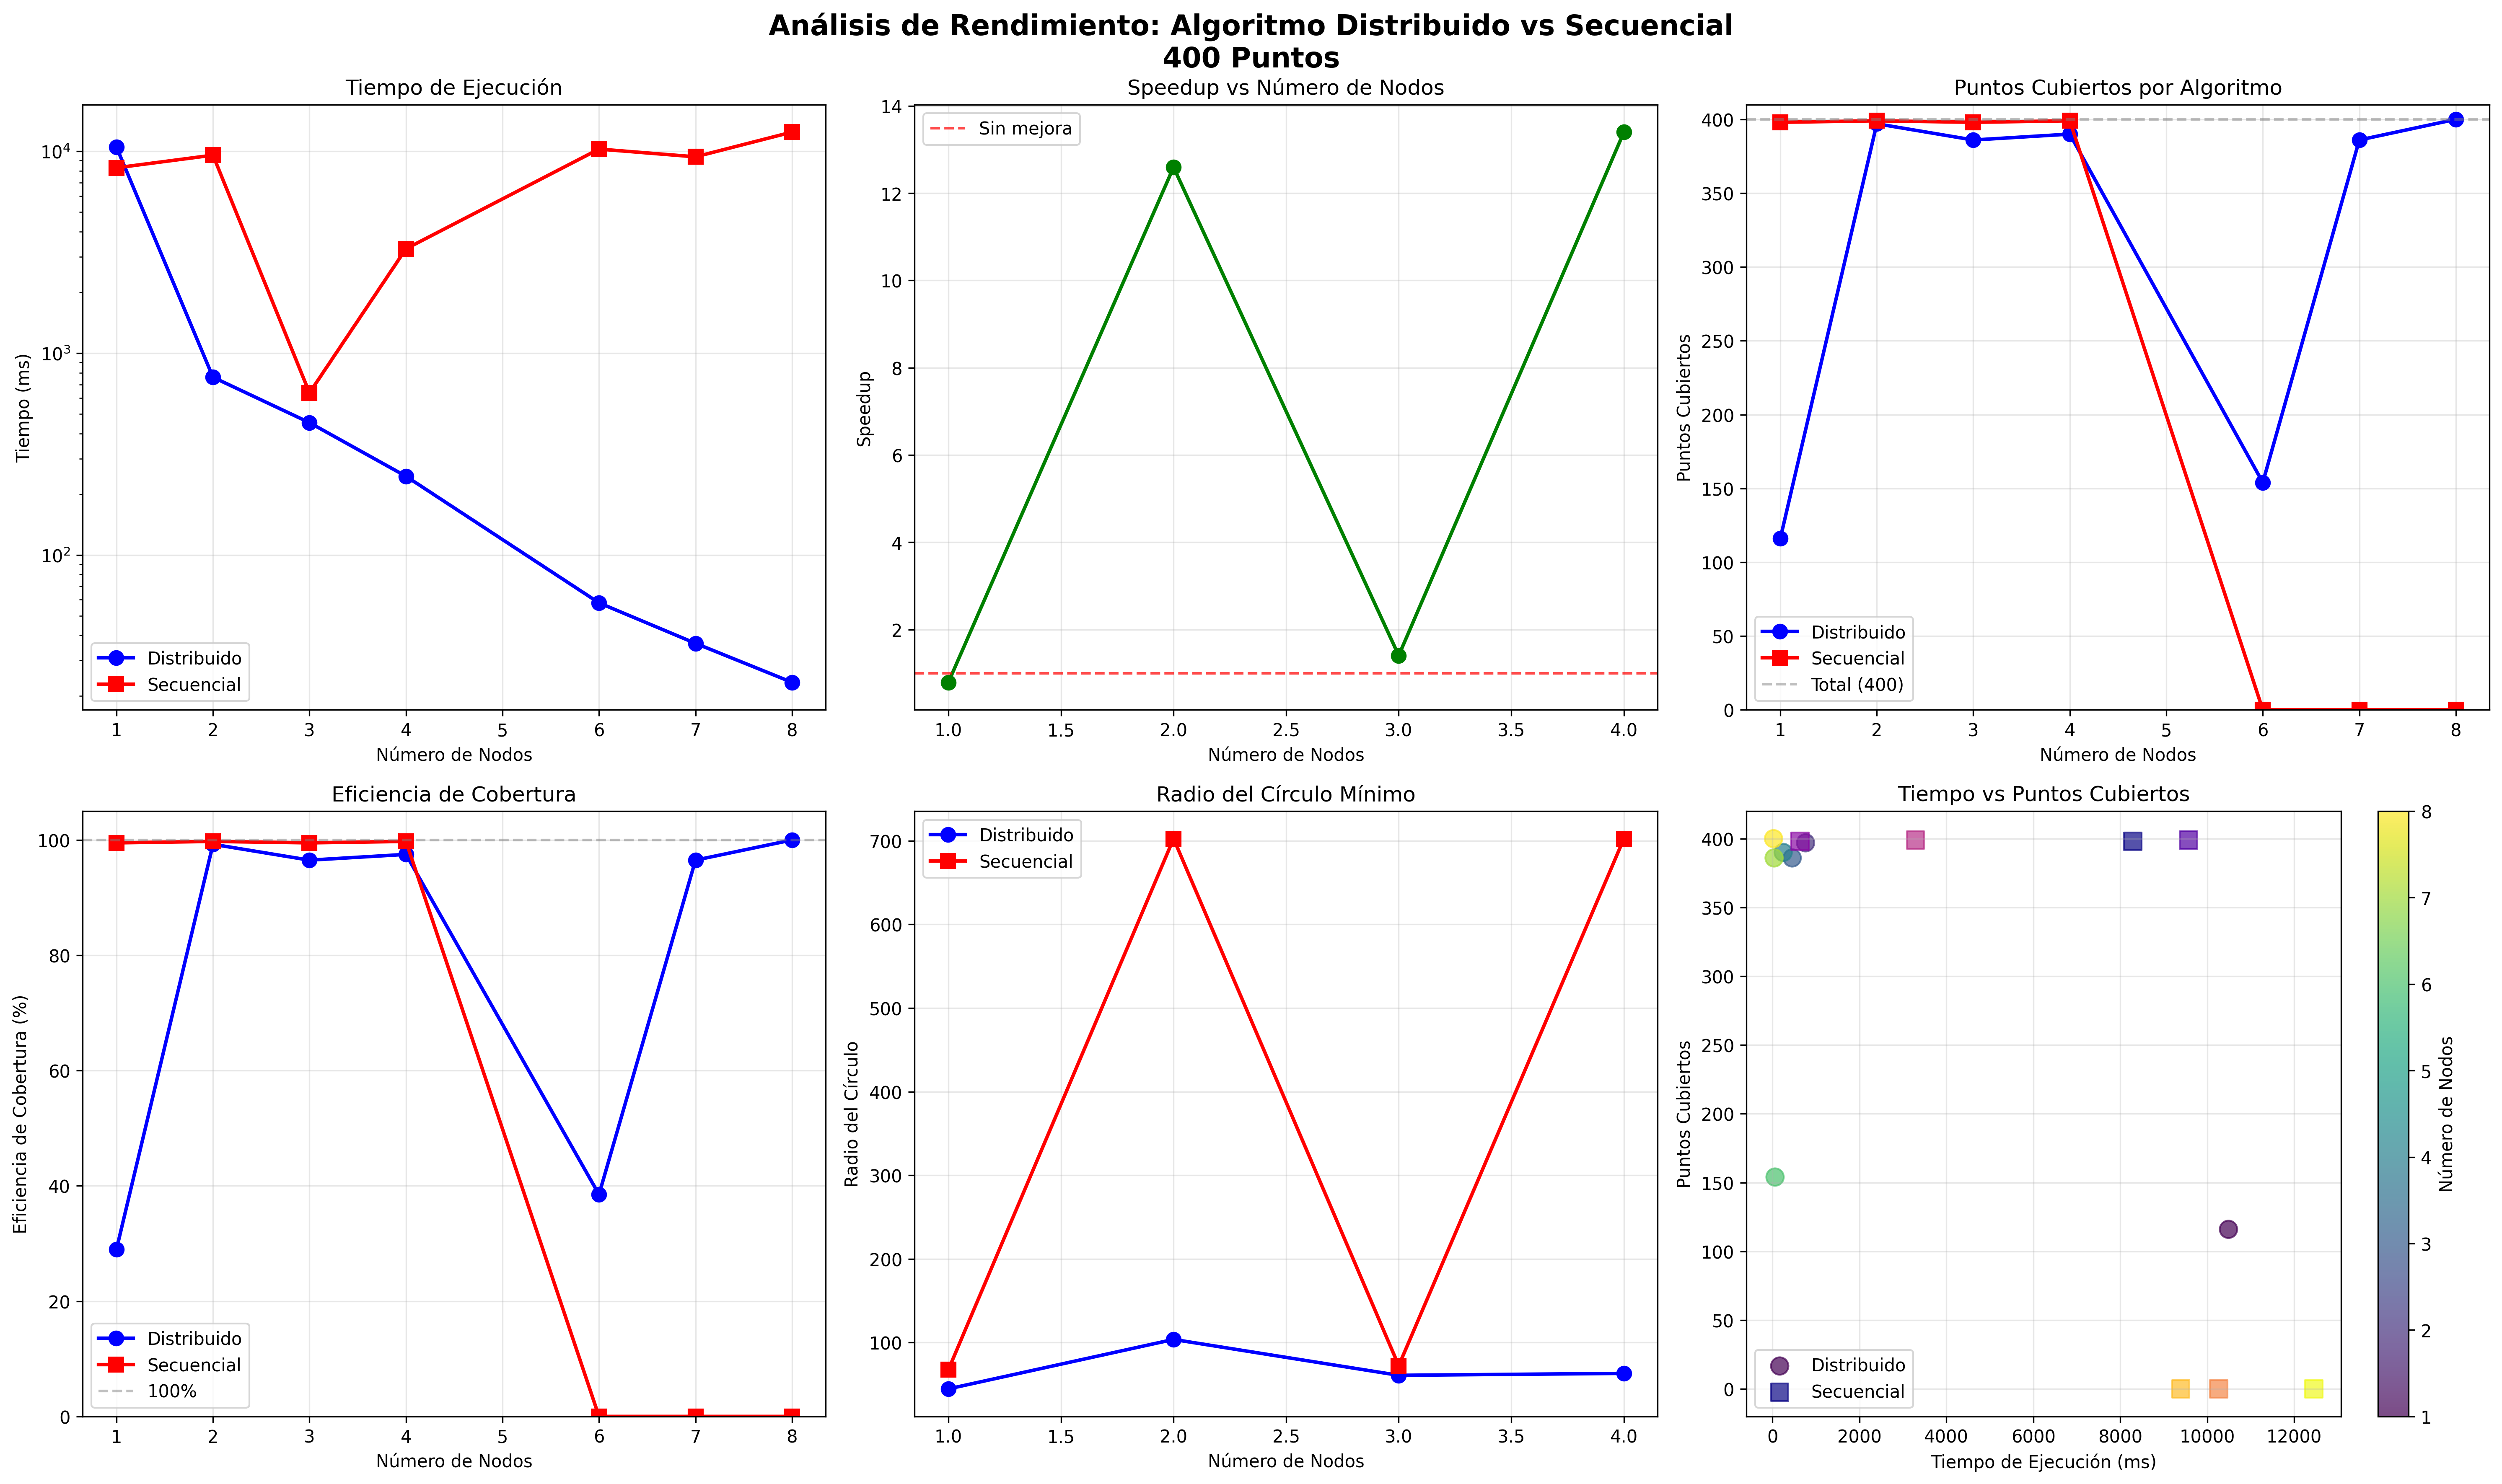 Análisis de Rendimiento: Algoritmo Distribuido vs Secuencial
400 Puntos
Tiempo de Ejecución
10⁴
10³
10²
Tiempo (ms)
Distribuido
Secuencial
1 2 3 4 5 6 7 8
Número de Nodos
Speedup vs Número de Nodos
Sin mejora
14
12
10
8
6
4
2
Speedup
1.0 1.5 2.0 2.5 3.0 3.5 4.0
Número de Nodos
Puntos Cubiertos por Algoritmo
400
350
300
250
200
150
100
50
0
Puntos Cubiertos
Distribuido
Secuencial
Total (400)
1 2 3 4 5 6 7 8
Número de Nodos
Eficiencia de Cobertura
100
80
60
40
20
0
Eficiencia de Cobertura (%)
Distribuido
Secuencial
100%
1 2 3 4 5 6 7 8
Número de Nodos
Radio del Círculo Mínimo
Distribuido
Secuencial
700
600
500
400
300
200
100
Radio del Círculo
1.0 1.5 2.0 2.5 3.0 3.5 4.0
Número de Nodos
Tiempo vs Puntos Cubiertos
400
350
300
250
200
150
100
50
0
Puntos Cubiertos
Distribuido
Secuencial
0 2000 4000 6000 8000 10000 12000
Tiempo de Ejecución (ms)
8
7
6
5
4
3
2
1
Número de Nodos